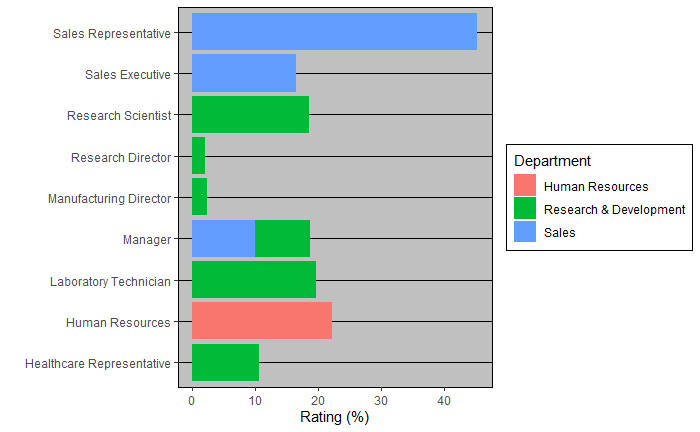 Sales Representative
Sales Executive
Research Scientist
Research Director
Manufacturing Director
Manager
Laboratory Technician
Human Resources
Healthcare Representative
0 10 20 30 40
Rating (%)
Department
Human Resources
Research & Development
Sales